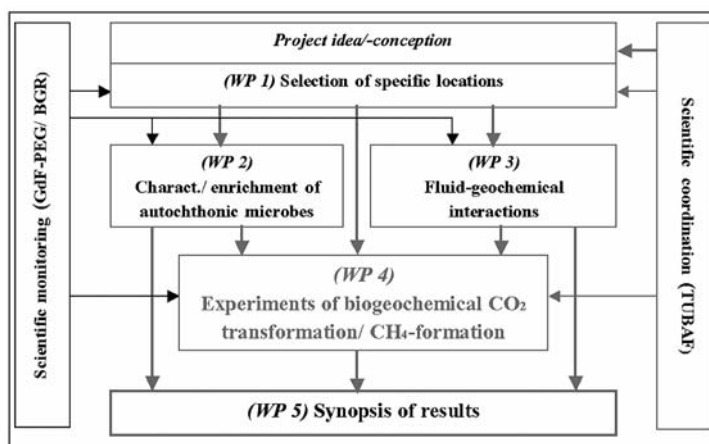 Scientific monitoring (GdF-PEG/ BGR)
Project idea/-conception
(WP 1) Selection of specific locations
(WP 2)
Charact./ enrichment of
autochthonic microbes
(WP 3)
Fluid-geochemical
interactions
(WP 4)
Experiments of biogeochemical CO₂
transformation/ CH₄-formation
(WP 5) Synopsis of results
Scientific coordination (TUBAF)